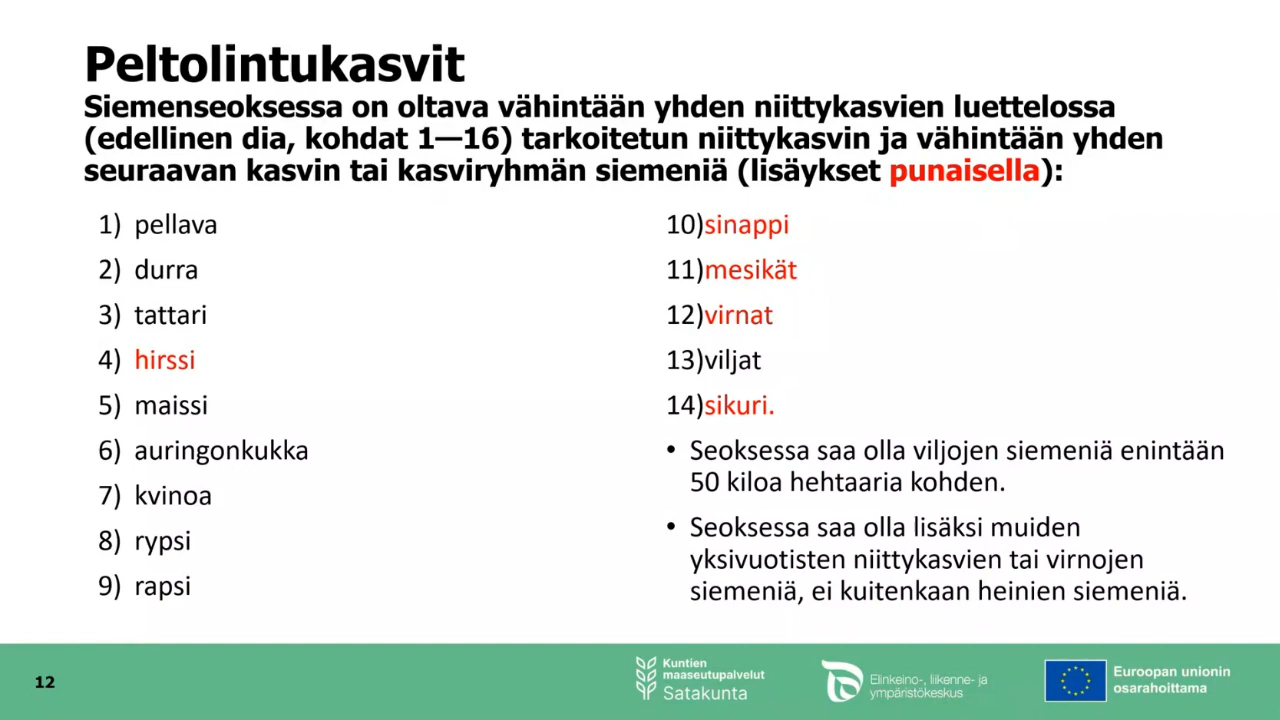 Peltolintukasvit
Siemenseoksessa on oltava vähintään yhden niittykasvien luettelossa
(edellinen dia, kohdat 1—16) tarkoitetun niittykasvin ja vähintään yhden
seuraavan kasvin tai kasviryhmän siemeniä (lisäykset punaisella):
1) pellava
2) durra
3) tattari
4) hirssi
5) maissi
6) auringonkukka
7) kvinoa
8) rypsi
9) rapsi
10)sinappi
11)mesikät
12)virnat
13)viljat
14)sikuri.
• Seoksessa saa olla viljojen siemeniä enintään
50 kiloa hehtaaria kohden.
• Seoksessa saa olla lisäksi muiden
yksivuotisten niittykasvien tai virnojen
siemeniä, ei kuitenkaan heinien siemeniä.
12
Kuntien
maaseutupalvelut
Satakunta
Elinkeino-, liikenne- ja
ympäristökeskus
Euroopan unionin
osarahoittama